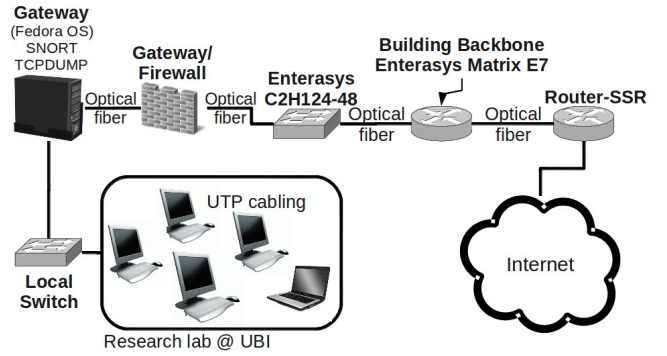 Gateway
(Fedora OS)
SNORT
TCPDUMP
Gateway/
Firewall
Enterasys
C2H124-48
Building Backbone
Enterasys Matrix E7
Router-SSR
Optical
fiber
Optical
fiber
Optical
fiber
Optical
fiber
UTP cabling
Local
Switch
Internet
Research lab @ UBI